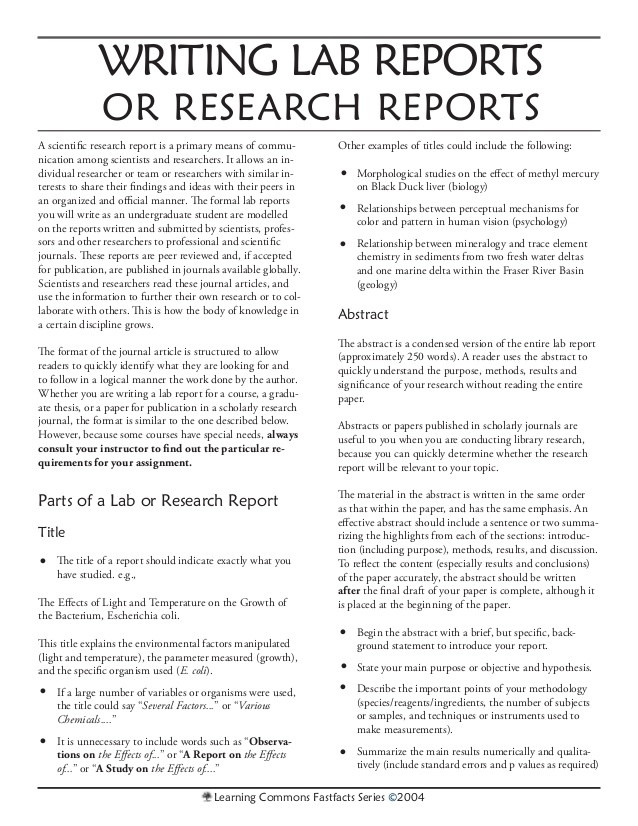 WRITING LAB REPORTS
OR RESEARCH REPORTS
A scientific research report is a primary means of commu-
nication among scientists and researchers. It allows an in-
dividual researcher or team or researchers with similar in-
terests to share their findings and ideas with their peers in
an organized and official manner. The formal lab reports
you will write as an undergraduate student are modelled
on the reports written and submitted by scientists, profes-
sors and other researchers to professional and scientific
journals. These reports are peer reviewed and, if accepted
for publication, are published in journals available globally.
Scientists and researchers read these journal articles, and
use the information to further their own research or to col-
laborate with others. This is how the body of knowledge in
a certain discipline grows.
The format of the journal article is structured to allow
readers to quickly identify what they are looking for and
to follow in a logical manner the work done by the author.
Whether you are writing a lab report for a course, a gradu-
ate thesis, or a paper for publication in a scholarly research
journal, the format is similar to the one described below.
However, because some courses have special needs, always
consult your instructor to find out the particular re-
quirements for your assignment.
Parts of a Lab or Research Report
Title
• The title of a report should indicate exactly what you
have studied. e.g.,
The Effects of Light and Temperature on the Growth of
the Bacterium, Escherichia coli.
This title explains the environmental factors manipulated
(light and temperature), the parameter measured (growth),
and the specific organism used (E. coli).
• If a large number of variables or organisms were used,
the title could say “Several Factors...” or “Various
Chemicals....”
• It is unnecessary to include words such as “Observa-
tions on the Effects of...” or “A Report on the Effects
of...” or “A Study on the Effects of....”
Other examples of titles could include the following:
• Morphological studies on the effect of methyl mercury
on Black Duck liver (biology)
• Relationships between perceptual mechanisms for
color and pattern in human vision (psychology)
• Relationship between mineralogy and trace element
chemistry in sediments from two fresh water deltas
and one marine delta within the Fraser River Basin
(geology)
Abstract
The abstract is a condensed version of the entire lab report
(approximately 250 words). A reader uses the abstract to
quickly understand the purpose, methods, results and
significance of your research without reading the entire
paper.
Abstracts or papers published in scholarly journals are
useful to you when you are conducting library research,
because you can quickly determine whether the research
report will be relevant to your topic.
The material in the abstract is written in the same order
as that within the paper, and has the same emphasis. An
effective abstract should include a sentence or two summa-
rizing the highlights from each of the sections: introduc-
tion (including purpose), methods, results, and discussion.
To reflect the content (especially results and conclusions)
of the paper accurately, the abstract should be written
after the final draft of your paper is complete, although it
is placed at the beginning of the paper.
• Begin the abstract with a brief, but specific, back-
ground statement to introduce your report.
• State your main purpose or objective and hypothesis.
• Describe the important points of your methodology
(species/reagents/ingredients, the number of subjects
or samples, and techniques or instruments used to
make measurements).
• Summarize the main results numerically and qualita-
tively (include standard errors and p values as required)
Learning Commons Fastfacts Series ©2004